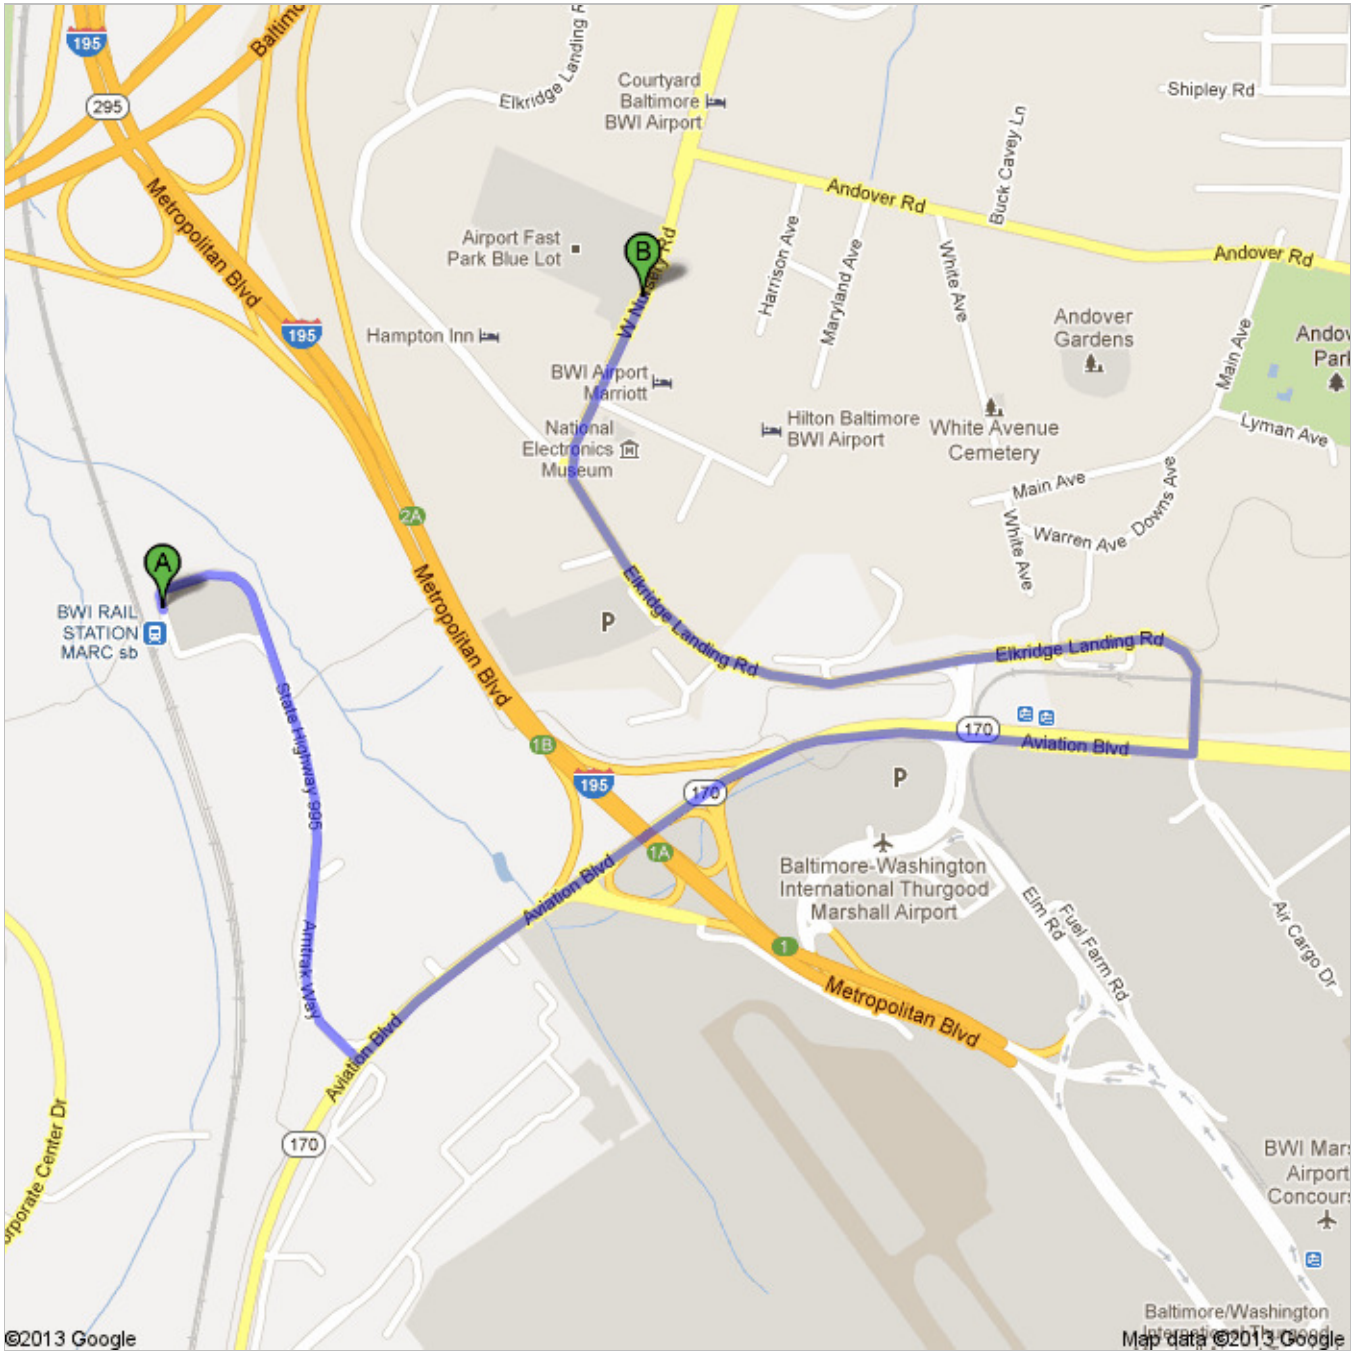 195
295
Baltimo
Elkridge Landing R
Courtyard
Baltimore
BWI Airport
Shipley Rd
Buck Cavey Ln
Metropolitan Blvd
Andover Rd
Andover Rd
Airport Fast
Park Blue Lot
B
W Nursery Rd
Harrison Ave
Maryland Ave
White Ave
Andover
Gardens
Main Ave
Andov
Park
195
Hampton Inn
BWI Airport
Marriott
National
Electronics
Museum
Hilton Baltimore
BWI Airport
White Avenue
Cemetery
Lyman Ave
Main Ave
Downs Ave
White Ave
Warren Ave
2A
A
BWI RAIL
STATION
MARC sb
Metropolitan Blvd
P
Elkridge Landing Rd
Elkridge Landing Rd
State Highway 995
1B
170
Aviation Blvd
195
170
P
1A
Aviation Blvd
Baltimore-Washington
International Thurgood
Marshall Airport
Elm Rd
Fuel Farm Rd
Air Cargo Dr
Amtrak Way
1
Metropolitan Blvd
Aviation Blvd
170
orporate Center Dr
BWI Mars
Airport
Concours
Baltimore/Washington
International Thurgood
©2013 Google
Map data ©2013 Google